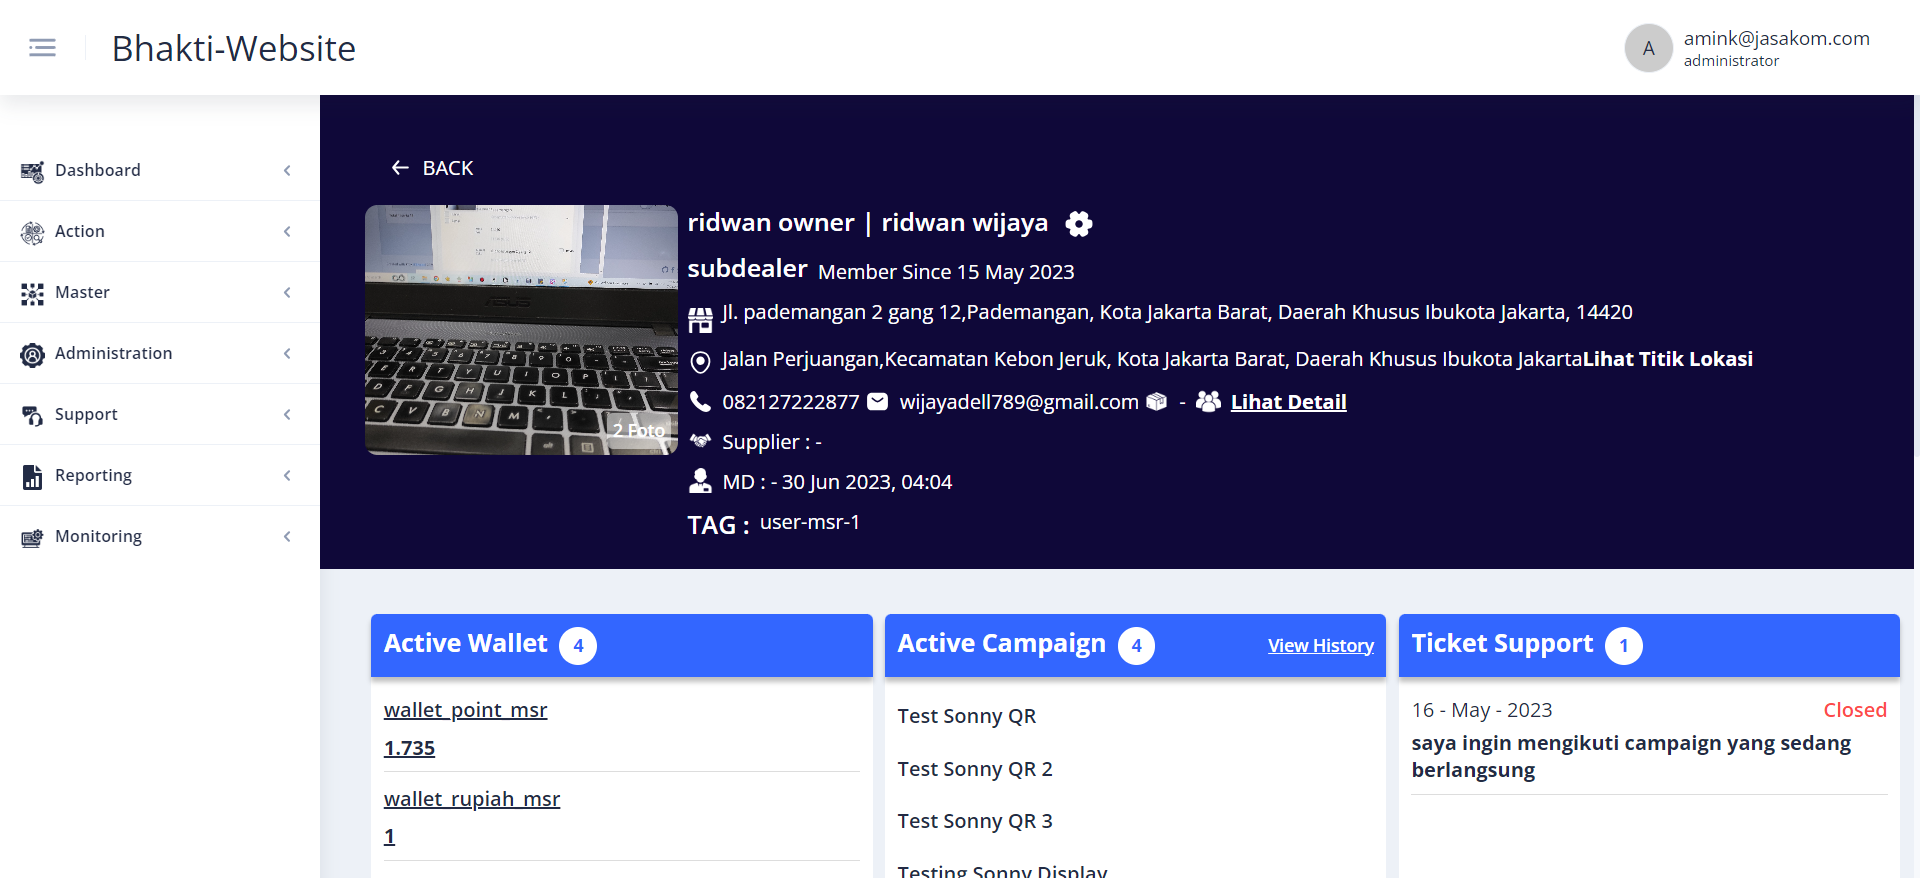 Bhakti-Website
A
amink@jasakom.com
administrator
Dashboard
Action
Master
Administration
Support
Reporting
Monitoring
BACK
2 Foto
ridwan owner | ridwan wijaya
subdealer Member Since 15 May 2023
Jl. pademangan 2 gang 12,Pademangan, Kota Jakarta Barat, Daerah Khusus Ibukota Jakarta, 14420
Jalan Perjuangan,Kecamatan Kebon Jeruk, Kota Jakarta Barat, Daerah Khusus Ibukota JakartaLihat Titik Lokasi
082127222877 wijayadell789@gmail.com - Lihat Detail
Supplier : -
MD : - 30 Jun 2023, 04:04
TAG : user-msr-1
Active Wallet 4
wallet_point_msr
1.735
wallet_rupiah_msr
1
Active Campaign 4 View History
Test Sonny QR
Test Sonny QR 2
Test Sonny QR 3
Testing Sonny Display
Ticket Support 1
16 - May - 2023 Closed
saya ingin mengikuti campaign yang sedang
berlangsung